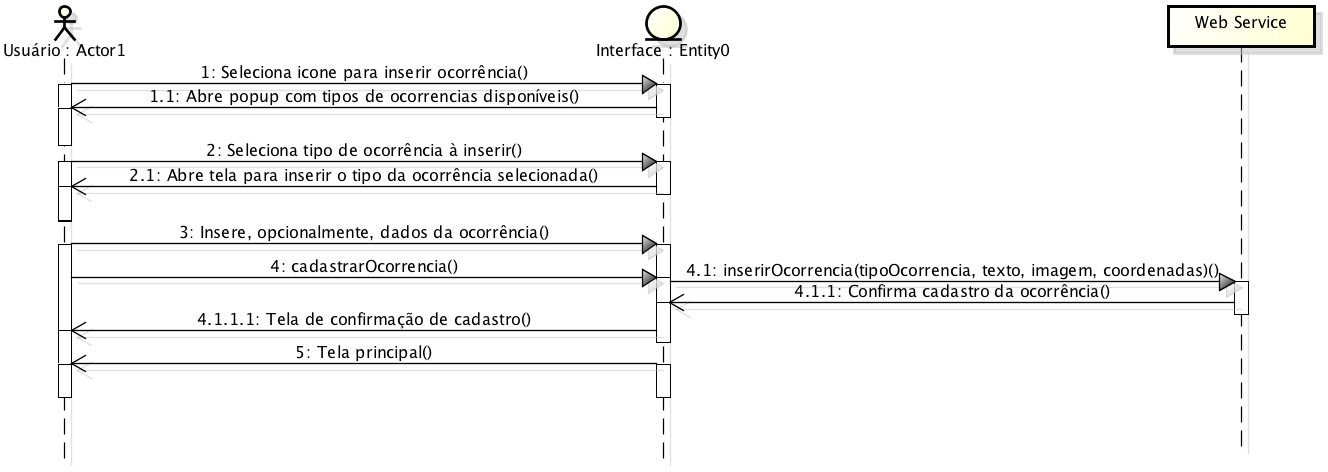 Usuário : Actor1
Interface : Entity0
Web Service
1: Seleciona icone para inserir ocorrência()
1.1: Abre popup com tipos de ocorrencias disponíveis()
2: Seleciona tipo de ocorrência à inserir()
2.1: Abre tela para inserir o tipo da ocorrência selecionada()
3: Insere, opcionalmente, dados da ocorrência()
4: cadastrarOcorrencia()
4.1: inserirOcorrencia(tipoOcorrencia, texto, imagem, coordenadas)()
4.1.1: Confirma cadastro da ocorrência()
4.1.1.1: Tela de confirmação de cadastro()
5: Tela principal()